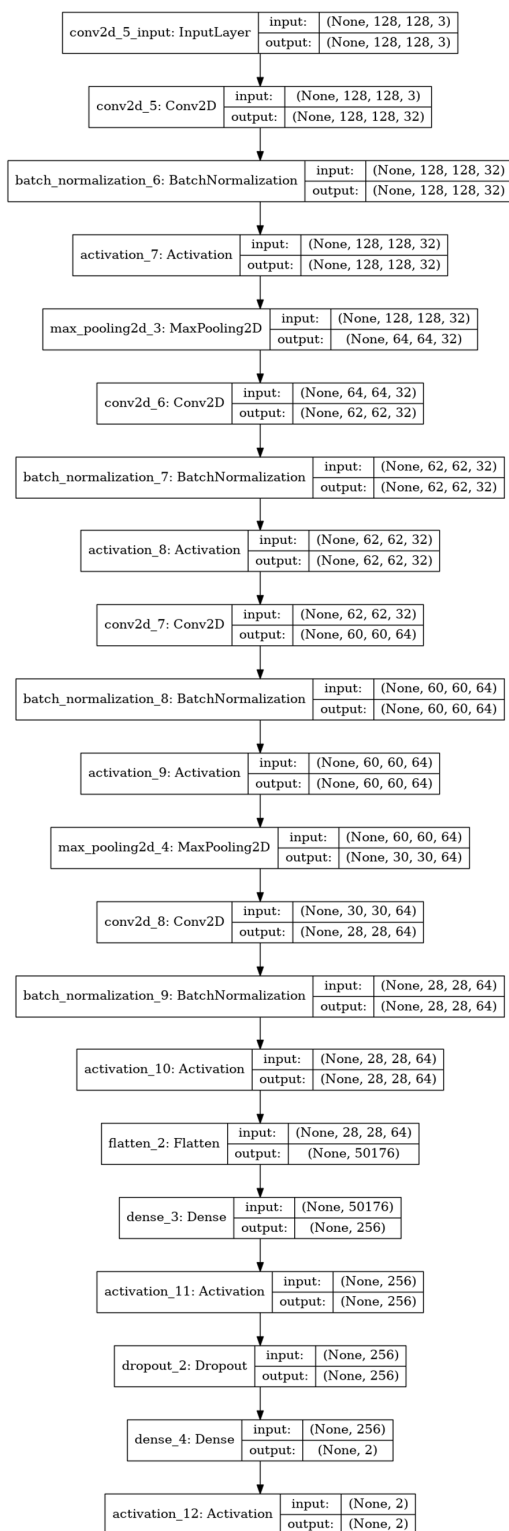 conv2d_5_input: InputLayer
input: (None, 128, 128, 3)
output: (None, 128, 128, 3)
conv2d_5: Conv2D
input: (None, 128, 128, 3)
output: (None, 128, 128, 32)
batch_normalization_6: BatchNormalization
input: (None, 128, 128, 32)
output: (None, 128, 128, 32)
activation_7: Activation
input: (None, 128, 128, 32)
output: (None, 128, 128, 32)
max_pooling2d_3: MaxPooling2D
input: (None, 128, 128, 32)
output: (None, 64, 64, 32)
conv2d_6: Conv2D
input: (None, 64, 64, 32)
output: (None, 62, 62, 32)
batch_normalization_7: BatchNormalization
input: (None, 62, 62, 32)
output: (None, 62, 62, 32)
activation_8: Activation
input: (None, 62, 62, 32)
output: (None, 62, 62, 32)
conv2d_7: Conv2D
input: (None, 62, 62, 32)
output: (None, 60, 60, 64)
batch_normalization_8: BatchNormalization
input: (None, 60, 60, 64)
output: (None, 60, 60, 64)
activation_9: Activation
input: (None, 60, 60, 64)
output: (None, 60, 60, 64)
max_pooling2d_4: MaxPooling2D
input: (None, 60, 60, 64)
output: (None, 30, 30, 64)
conv2d_8: Conv2D
input: (None, 30, 30, 64)
output: (None, 28, 28, 64)
batch_normalization_9: BatchNormalization
input: (None, 28, 28, 64)
output: (None, 28, 28, 64)
activation_10: Activation
input: (None, 28, 28, 64)
output: (None, 28, 28, 64)
flatten_2: Flatten
input: (None, 28, 28, 64)
output: (None, 50176)
dense_3: Dense
input: (None, 50176)
output: (None, 256)
activation_11: Activation
input: (None, 256)
output: (None, 256)
dropout_2: Dropout
input: (None, 256)
output: (None, 256)
dense_4: Dense
input: (None, 256)
output: (None, 2)
activation_12: Activation
input: (None, 2)
output: (None, 2)